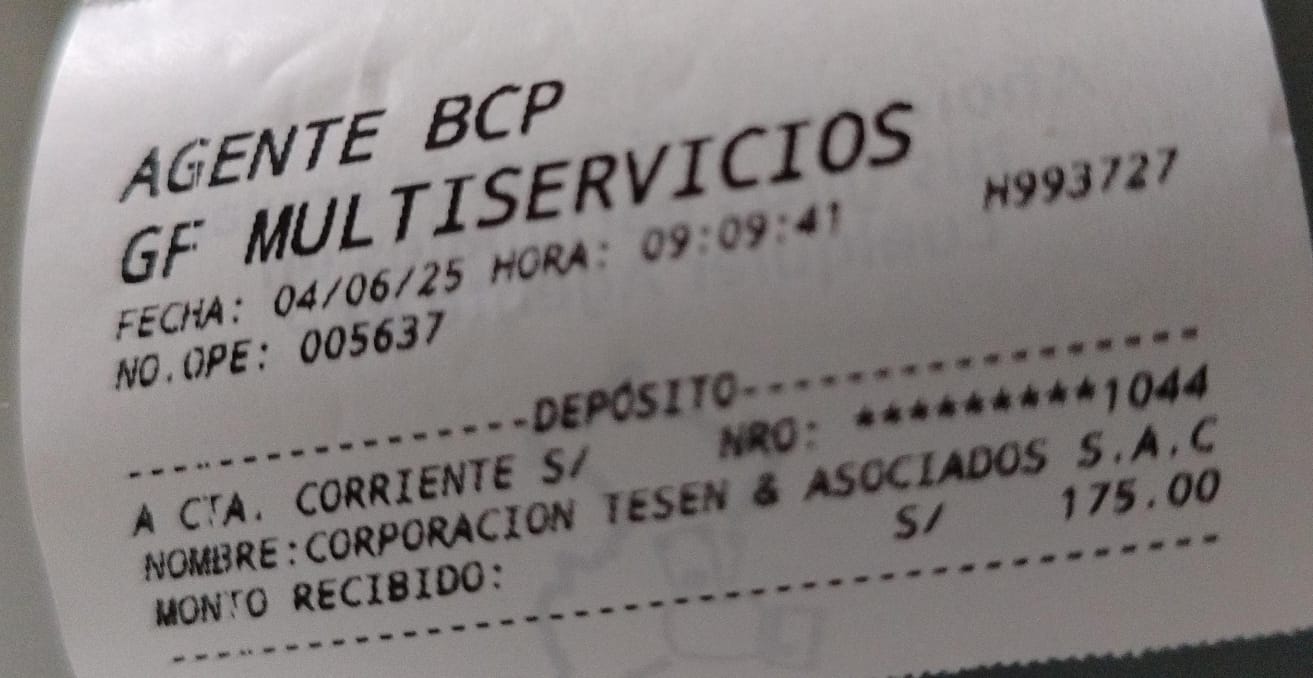 AGENTE BCP
GF MULTISERVICIOS
FECHA: 04/06/25 HORA: 09:09:41 H993727
NO.OPE: 005637
-----------------DEPÓSITO-------------------
A CTA. CORRIENTE S/ NRO: *********1044
NOMBRE:CORPORACION TESEN & ASOCIADOS S.A.C
MONTO RECIBIDO: S/ 175.00
--------------------------------------------